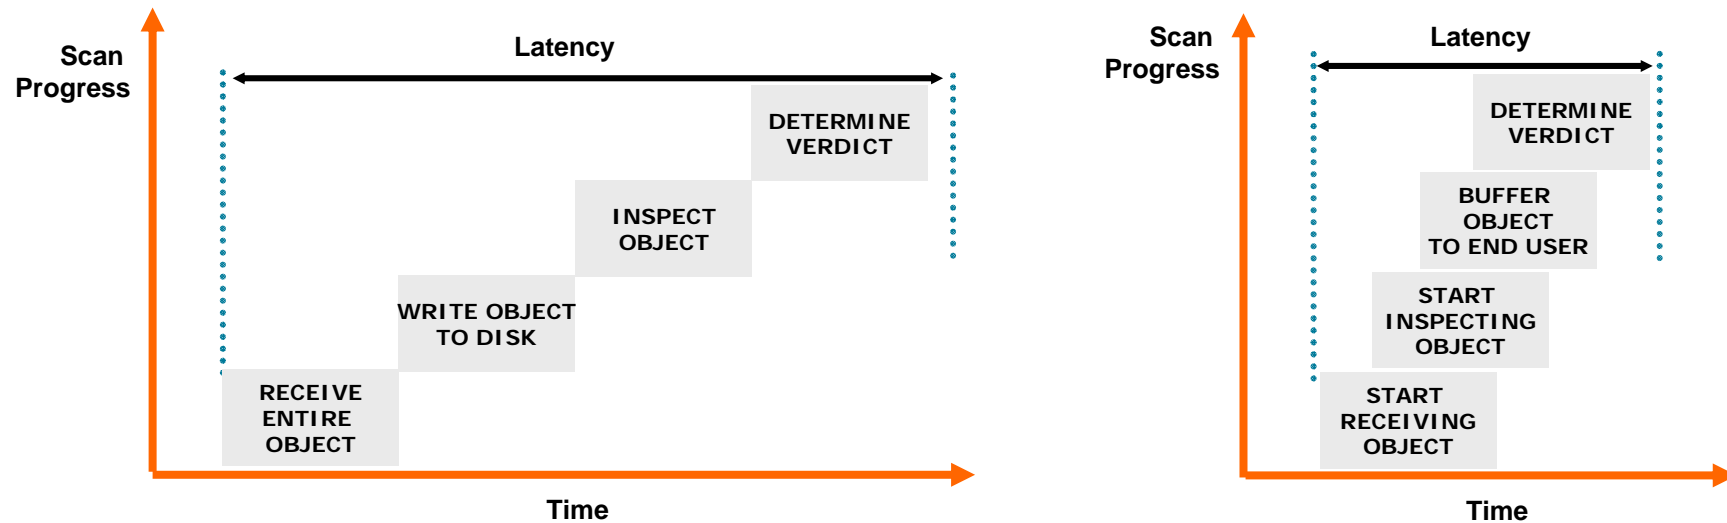 Scan
Progress
Latency
DETERMINE
VERDICT
INSPECT
OBJECT
WRITE OBJECT
TO DISK
RECEIVE
ENTIRE
OBJECT
Time
Scan
Progress
Latency
DETERMINE
VERDICT
BUFFER
OBJECT
TO END USER
START
INSPECTING
OBJECT
START
RECEIVING
OBJECT
Time